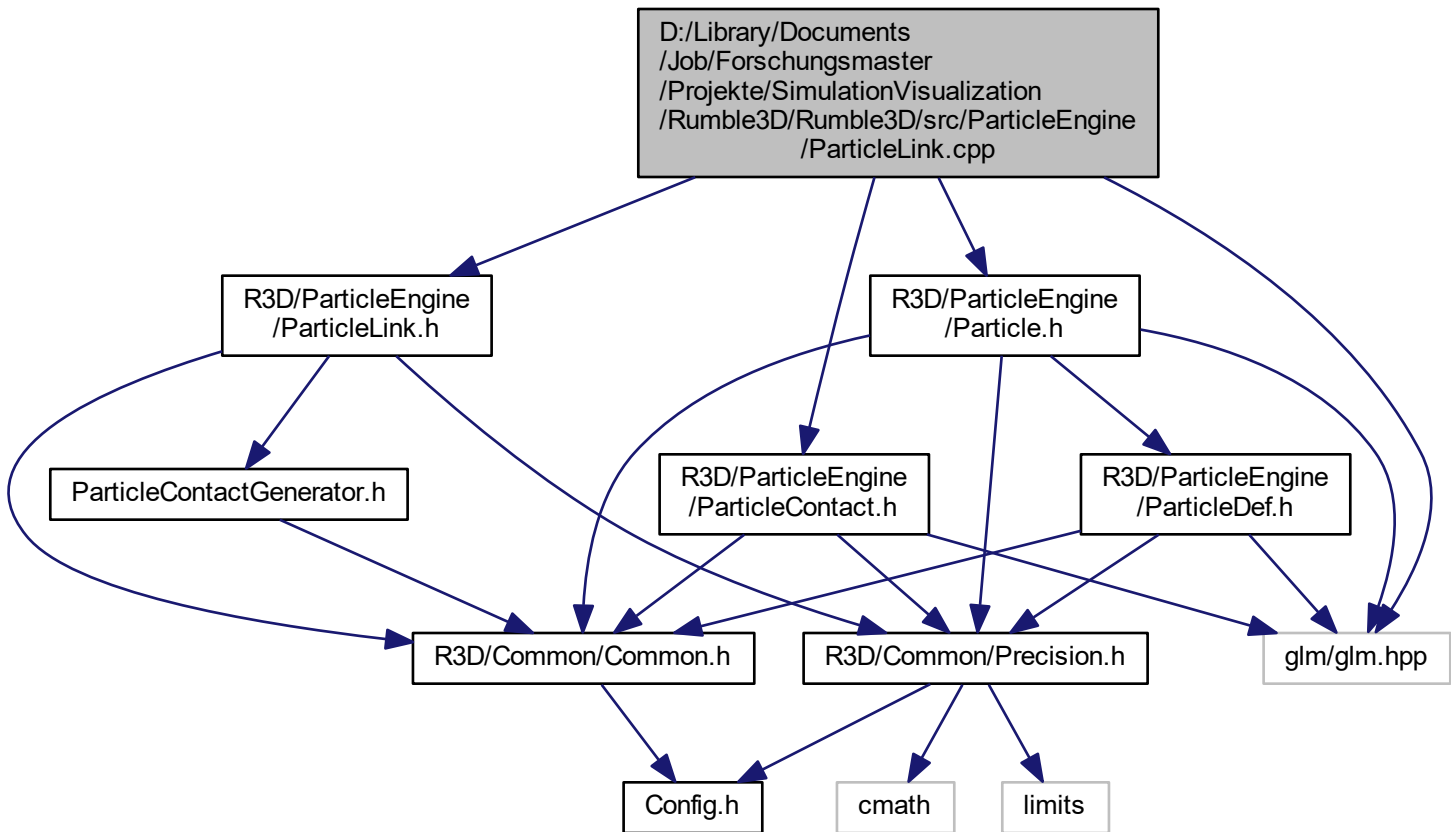 D:/Library/Documents
/Job/Forschungsmaster
/Projekte/SimulationVisualization
/Rumble3D/Rumble3D/src/ParticleEngine
/ParticleLink.cpp
R3D/ParticleEngine
/ParticleLink.h
R3D/ParticleEngine
/Particle.h
ParticleContactGenerator.h
R3D/ParticleEngine
/ParticleContact.h
R3D/ParticleEngine
/ParticleDef.h
R3D/Common/Common.h
R3D/Common/Precision.h
glm/glm.hpp
Config.h
cmath
limits